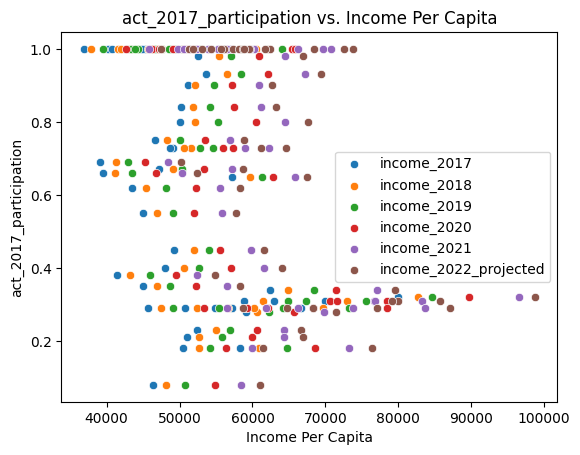 act_2017_participation vs. Income Per Capita
act_2017_participation
1.0
0.8
0.6
0.4
0.2
income_2017
income_2018
income_2019
income_2020
income_2021
income_2022_projected
40000 50000 60000 70000 80000 90000 100000
Income Per Capita